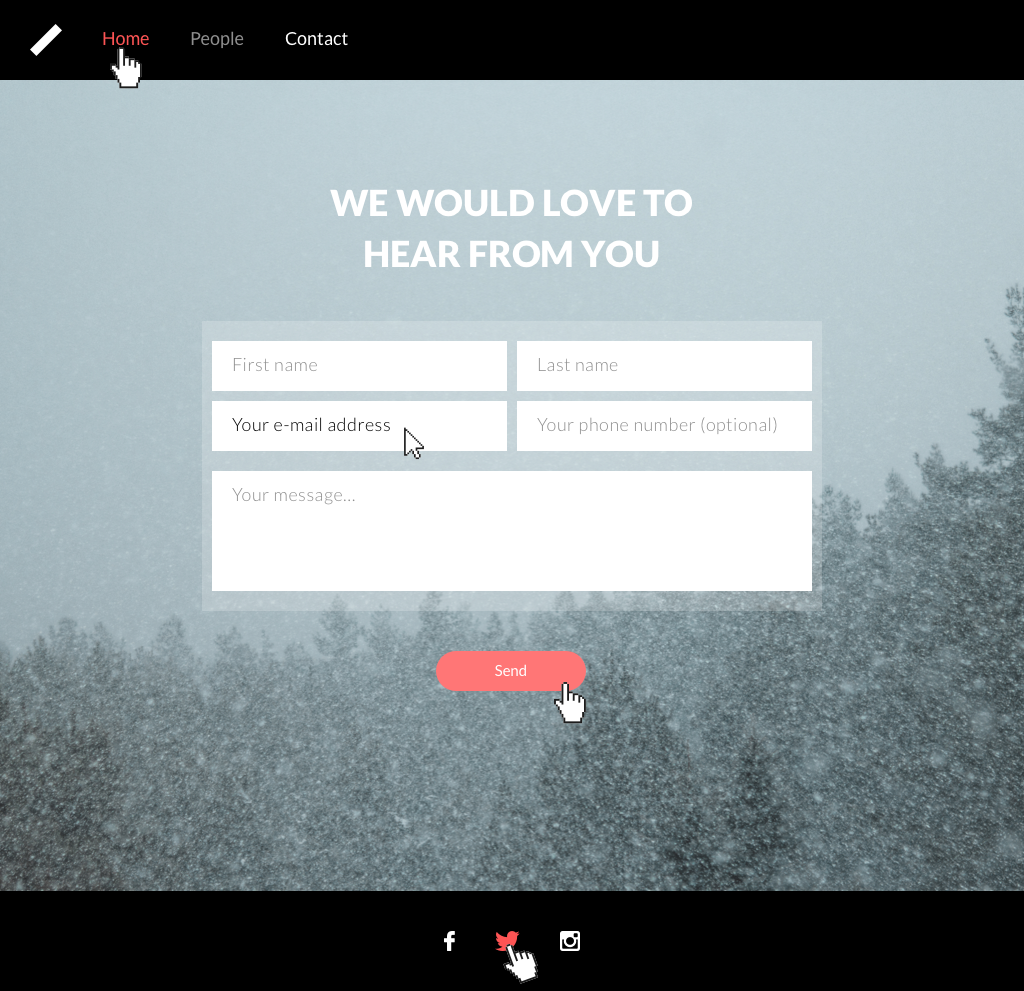 Home
People
Contact
WE WOULD LOVE TO
HEAR FROM YOU
First name
Last name
Your e-mail address
Your phone number (optional)
Your message...
Send